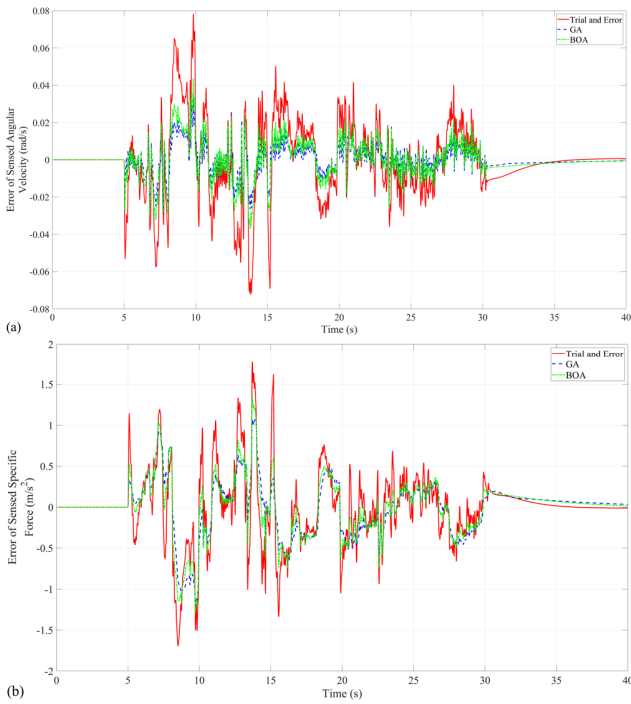 0.08
0.06
0.04
0.02
0
-0.02
-0.04
-0.06
-0.08
Error of Sensed Angular
Velocity (rad/s)
Trial and Error
GA
BOA
0 5 10 15 20 25 30 35 40
Time (s)
(a)
2
1.5
1
0.5
0
-0.5
-1
-1.5
-2
Error of Sensed Specific
Force (m/s²)
Trial and Error
GA
BOA
0 5 10 15 20 25 30 35 40
Time (s)
(b)